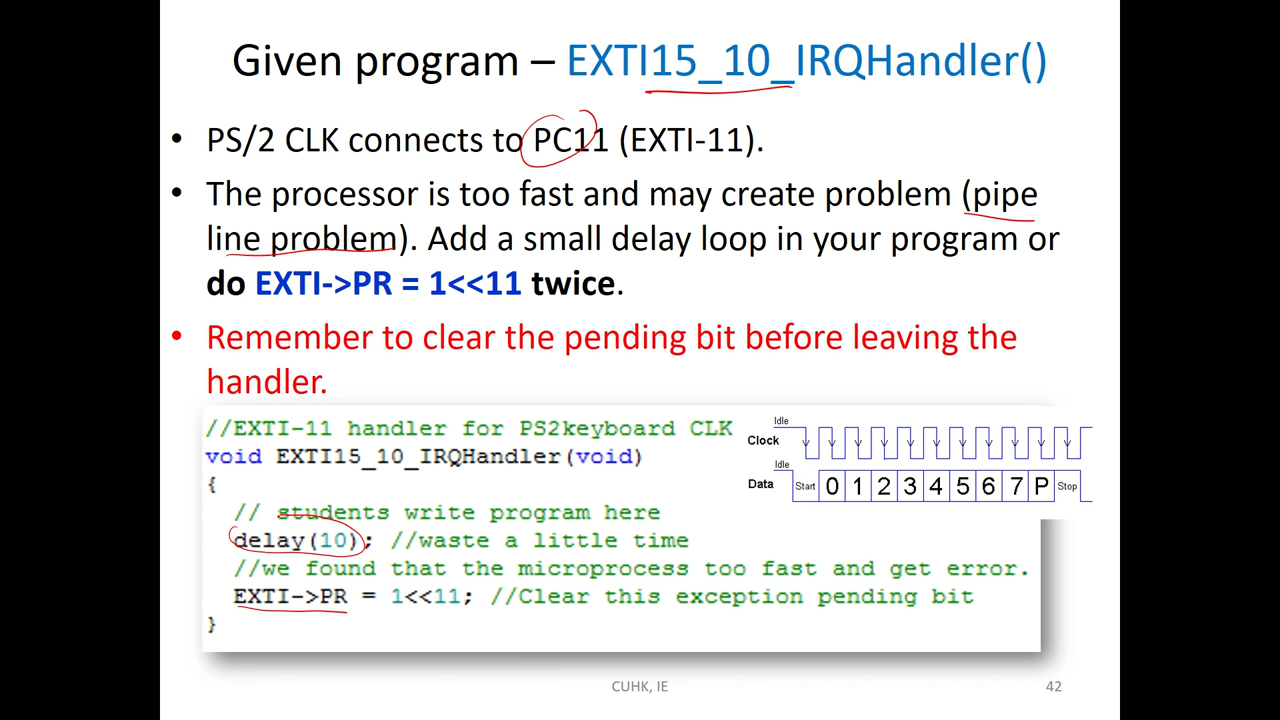 Given program – EXTI15_10_IRQHandler()
• PS/2 CLK connects to PC11 (EXTI-11).
• The processor is too fast and may create problem (pipe
line problem). Add a small delay loop in your program or
do EXTI->PR = 1<<11 twice.
• Remember to clear the pending bit before leaving the
handler.
//EXTI-11 handler for PS2keyboard CLK
void EXTI15_10_IRQHandler(void)
{
// students write program here
delay(10); //waste a little time
//we found that the microprocess too fast and get error.
EXTI->PR = 1<<11; //Clear this exception pending bit
}
Idle
Clock
Idle
Data Start 0 1 2 3 4 5 6 7 P Stop
CUHK, IE 42